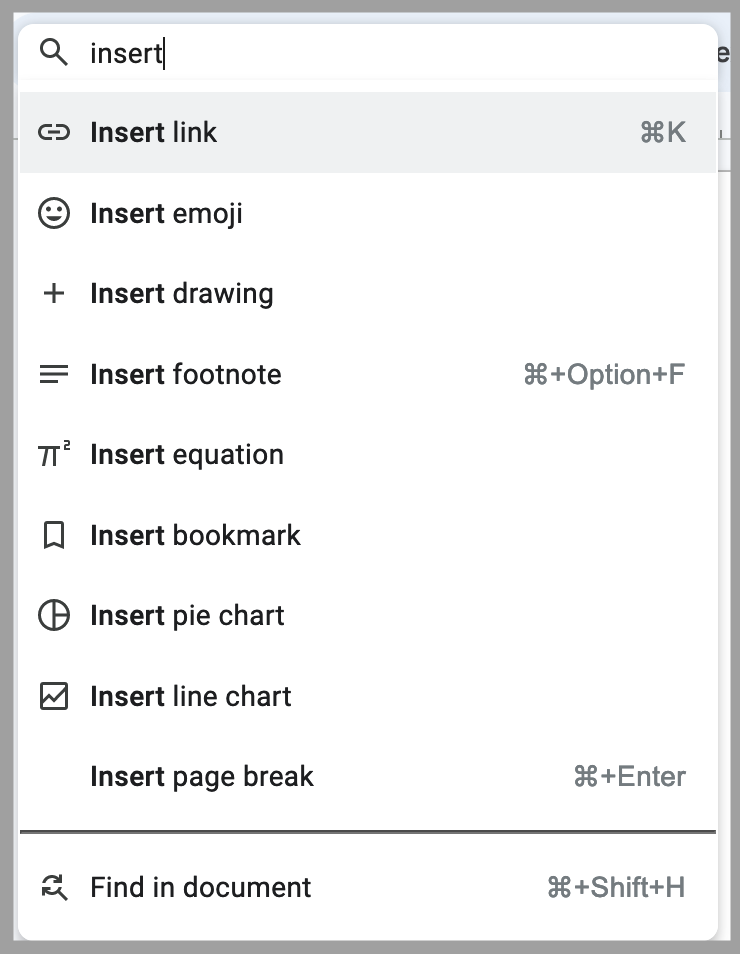 insert
e
Insert link ⌘K
Insert emoji
Insert drawing
Insert footnote ⌘+Option+F
Insert equation
Insert bookmark
Insert pie chart
Insert line chart
Insert page break ⌘+Enter
Find in document ⌘+Shift+H